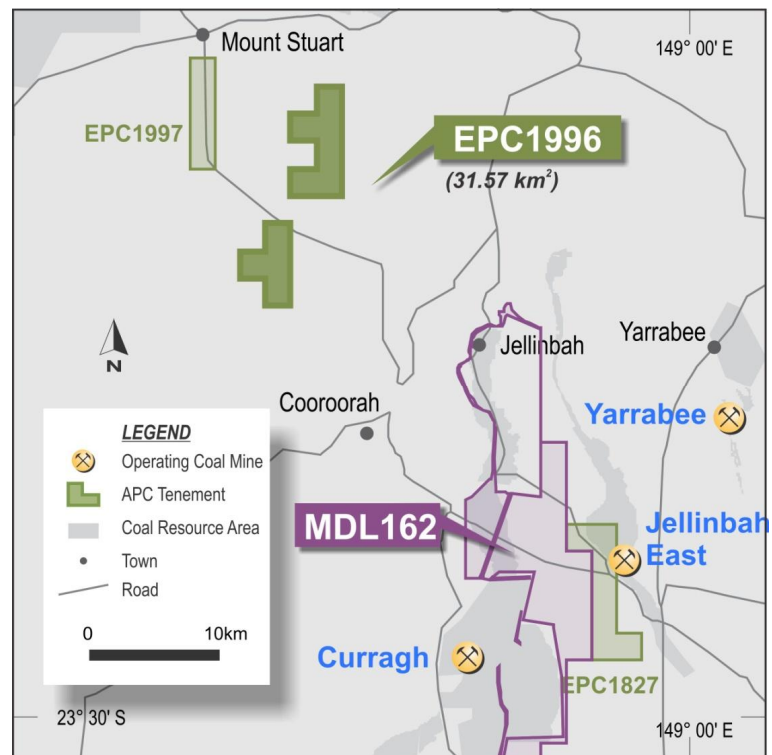 Mount Stuart
149° 00' E
EPC1997
EPC1996
(31.57 km²)
Jellinbah
Yarrabee
N
Cooroorah
Yarrabee
LEGEND
Operating Coal Mine
APC Tenement
Coal Resource Area
Town
Road
0 10km
MDL162
Jellinbah
East
Curragh
EPC1827
23° 30' S
149° 00' E